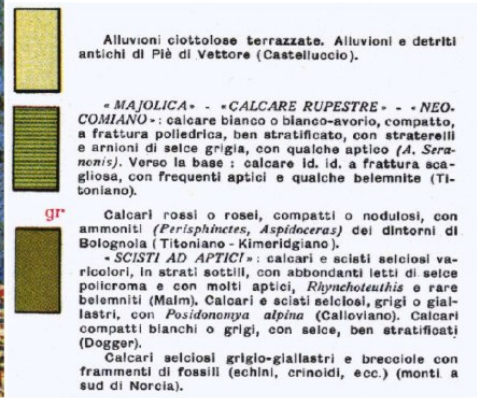 Alluvioni ciottolose terrazzate. Alluvioni e detriti
antichi di Piè di Vettore (Castelluccio).
« MAJOLICA» - «CALCARE RUPESTRE» - «NEO-
COMIANO»: calcare bianco o bianco-avorio, compatto,
a frattura poliedrica, ben stratificato, con straterelli
e arnioni di selce grigia, con qualche aptico (A. Sera-
nonis). Verso la base : calcare id. id. a frattura sca-
gliosa, con frequenti aptici e qualche belemnite (Ti-
toniano).
gr
Calcari rossi o rosei, compatti o nodulosi, con
ammoniti (Perisphinctes, Aspidoceras) dei dintorni di
Bolognola (Titoniano - Kimeridgiano).
« SCISTI AD APTICI»: calcari e scisti selciosi va-
ricolori, in strati sottili, con abbondanti letti di selce
policroma e con molti aptici, Rhynchoteuthis e rare
belemniti (Malm). Calcari e scisti selciosi, grigi o gial-
lastri, con Posidonomya alpina (Calloviano). Calcari
compatti bianchi o grigi, con selce, ben stratificati
(Dogger).
Calcari selciosi grigio-giallastri e brecciole con
frammenti di fossili (echini, crinoidi, ecc.) (monti a
sud di Norcia).